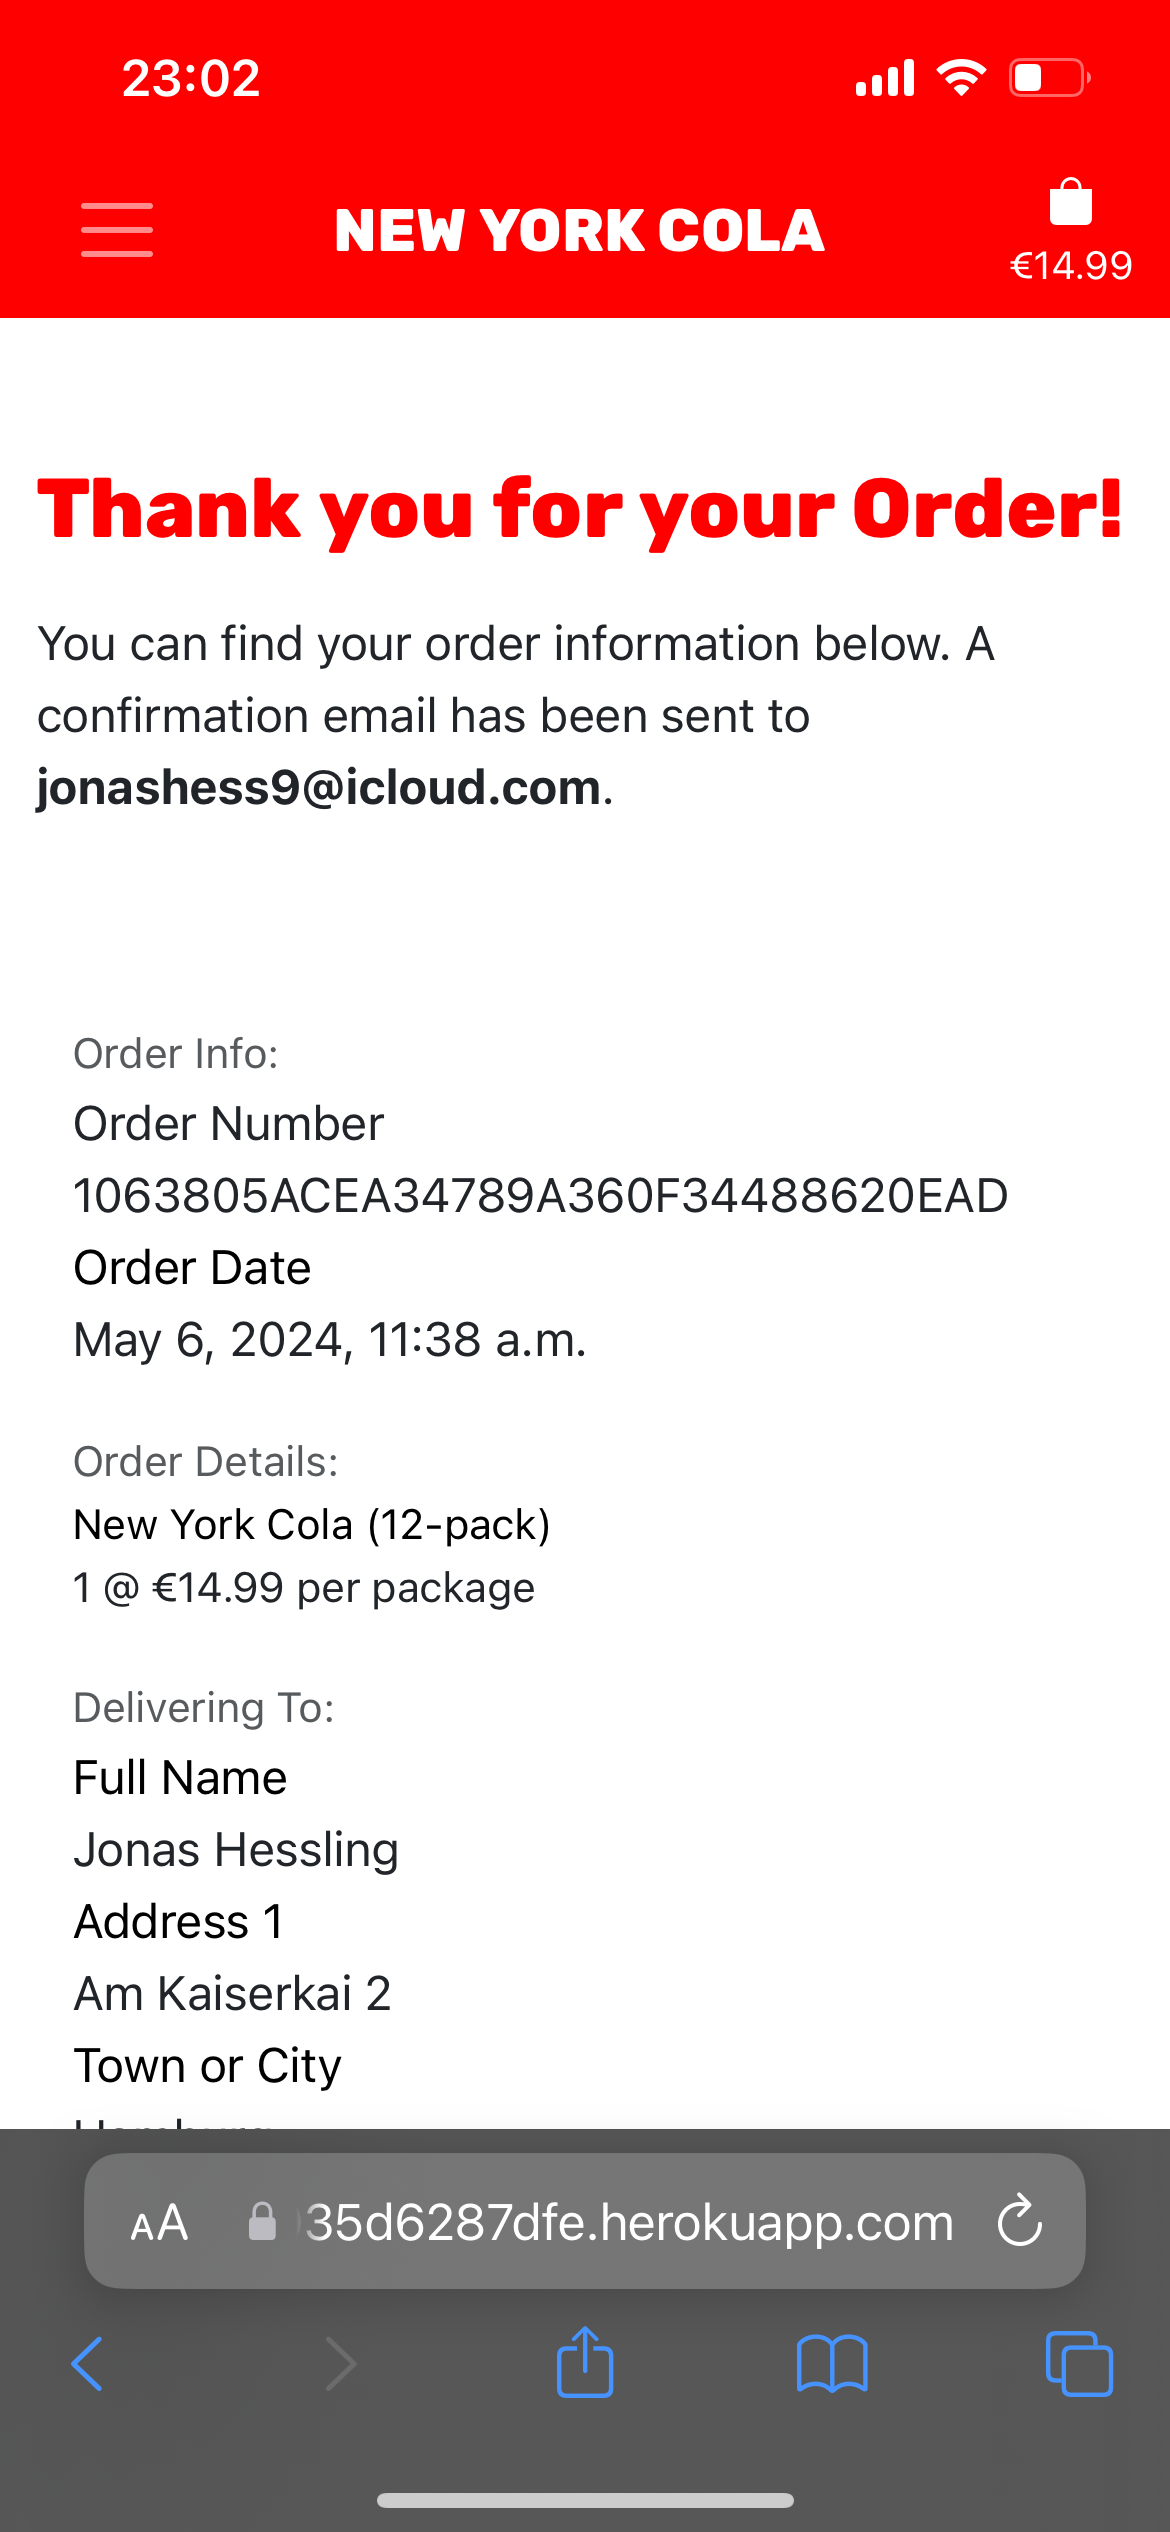 23:02
NEW YORK COLA
€14.99
Thank you for your Order!
You can find your order information below. A
confirmation email has been sent to
jonashess9@icloud.com.
Order Info:
Order Number
1063805ACEA34789A360F34488620EAD
Order Date
May 6, 2024, 11:38 a.m.
Order Details:
New York Cola (12-pack)
1 @ €14.99 per package
Delivering To:
Full Name
Jonas Hessling
Address 1
Am Kaiserkai 2
Town or City
AA
35d6287dfe.herokuapp.com